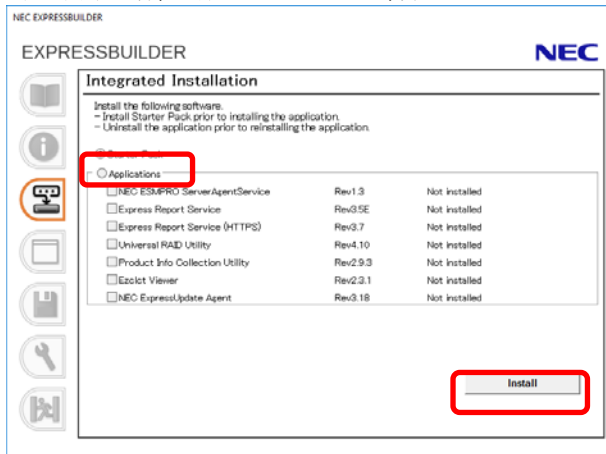 NEC EXPRESSBUILDER
EXPRESSBUILDER
NEC
Integrated Installation
Install the following software.
- Install Starter Pack prior to installing the application.
- Uninstall the application prior to reinstalling the application.
Applications
NEC ESMPRO ServerAgentService Rev1.3 Not installed
Express Report Service Rev3.5E Not installed
Express Report Service (HTTPS) Rev3.7 Not installed
Universal RAID Utility Rev4.10 Not installed
Product Info Collection Utility Rev2.9.3 Not installed
Ezclct Viewer Rev2.3.1 Not installed
NEC ExpressUpdate Agent Rev3.18 Not installed
Install